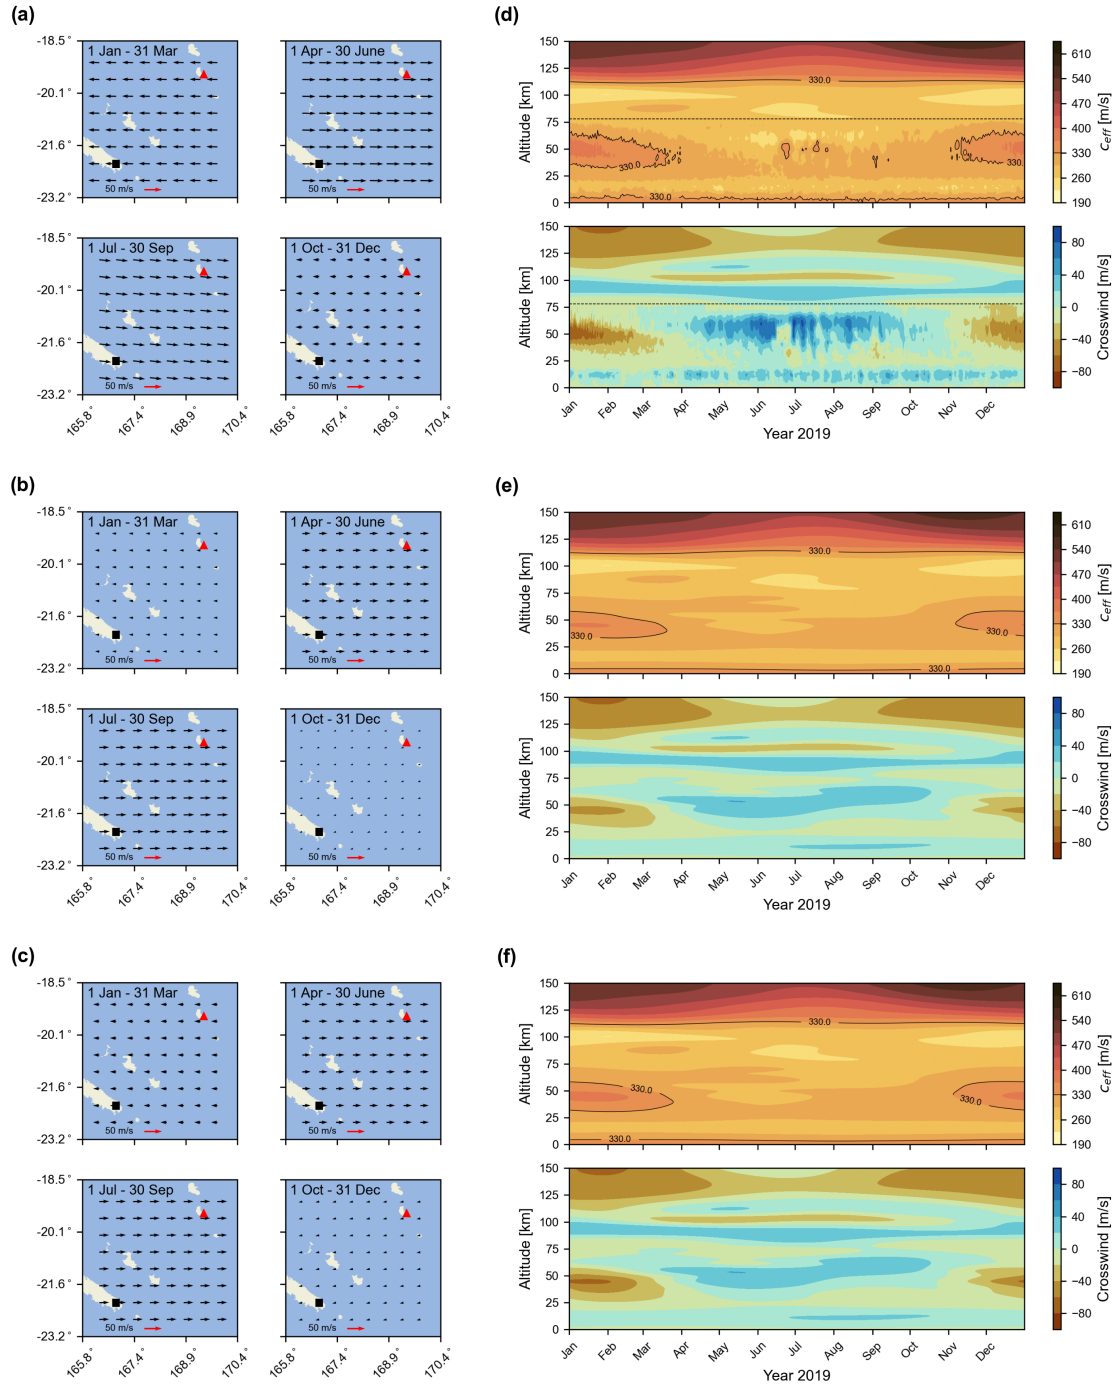 (a)
1 Jan - 31 Mar
1 Apr - 30 June
-18.5°
-20.1°
-21.6°
-23.2°
50 m/s
50 m/s
1 Jul - 30 Sep
1 Oct - 31 Dec
-18.5°
-20.1°
-21.6°
-23.2°
50 m/s
50 m/s
165.8° 167.4° 168.9° 170.4°
165.8° 167.4° 168.9° 170.4°
(d)
Altitude [km]
150
125
100
75
50
25
0
330.0
330.0
330.0
330.0
610
540
470
400
330
260
190
c_eff [m/s]
Altitude [km]
150
125
100
75
50
25
0
80
40
0
−40
−80
Crosswind [m/s]
Jan Feb Mar Apr May Jun Jul Aug Sep Oct Nov Dec
Year 2019
(b)
1 Jan - 31 Mar
1 Apr - 30 June
-18.5°
-20.1°
-21.6°
-23.2°
50 m/s
50 m/s
1 Jul - 30 Sep
1 Oct - 31 Dec
-18.5°
-20.1°
-21.6°
-23.2°
50 m/s
50 m/s
165.8° 167.4° 168.9° 170.4°
165.8° 167.4° 168.9° 170.4°
(e)
Altitude [km]
150
125
100
75
50
25
0
330.0
330.0
330.0
330.0
610
540
470
400
330
260
190
c_eff [m/s]
Altitude [km]
150
125
100
75
50
25
0
80
40
0
−40
−80
Crosswind [m/s]
Jan Feb Mar Apr May Jun Jul Aug Sep Oct Nov Dec
Year 2019
(c)
1 Jan - 31 Mar
1 Apr - 30 June
-18.5°
-20.1°
-21.6°
-23.2°
50 m/s
50 m/s
1 Jul - 30 Sep
1 Oct - 31 Dec
-18.5°
-20.1°
-21.6°
-23.2°
50 m/s
50 m/s
165.8° 167.4° 168.9° 170.4°
165.8° 167.4° 168.9° 170.4°
(f)
Altitude [km]
150
125
100
75
50
25
0
330.0
330.0
330.0
330.0
610
540
470
400
330
260
190
c_eff [m/s]
Altitude [km]
150
125
100
75
50
25
0
80
40
0
−40
−80
Crosswind [m/s]
Jan Feb Mar Apr May Jun Jul Aug Sep Oct Nov Dec
Year 2019